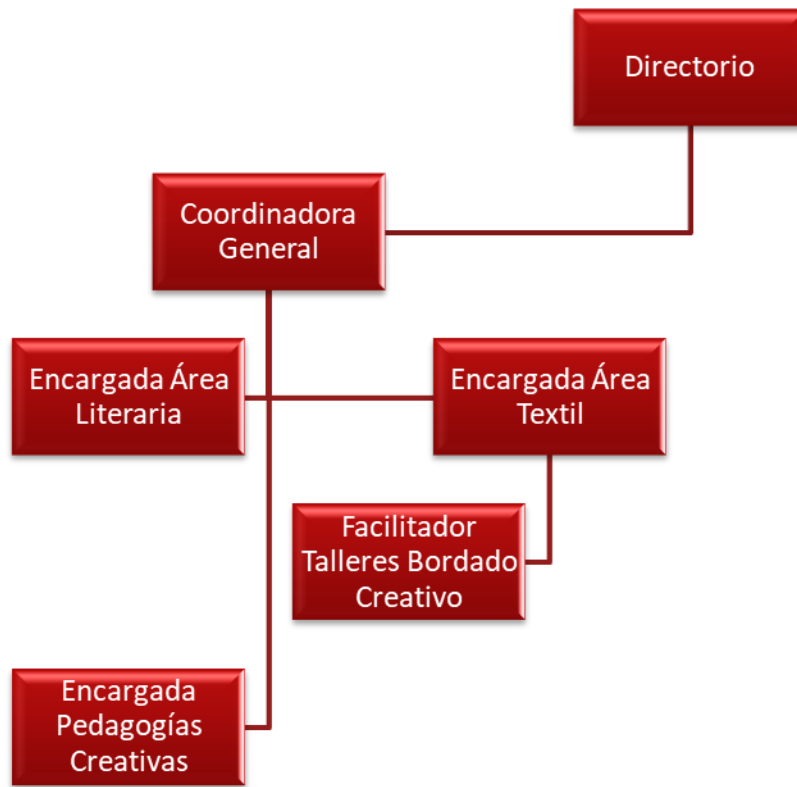 Directorio
Coordinadora
General
Encargada Área
Literaria
Encargada Área
Textil
Facilitador
Talleres Bordado
Creativo
Encargada
Pedagogías
Creativas